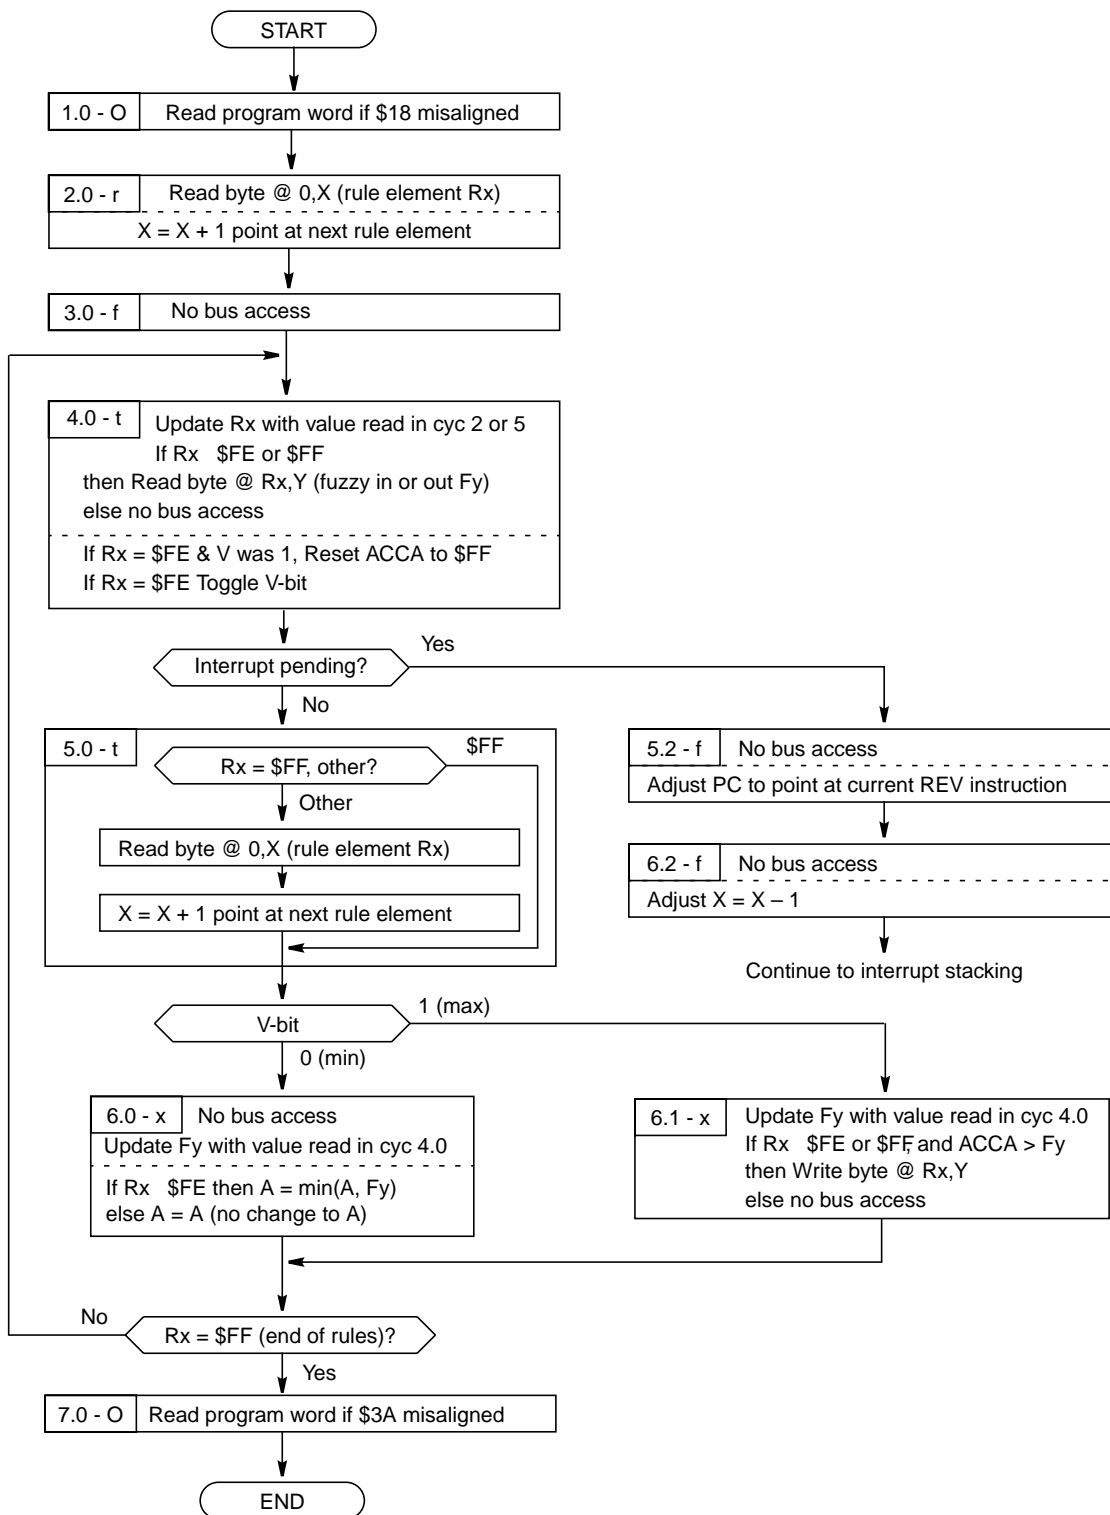 START
1.0 - O
Read program word if $18 misaligned
2.0 - r
Read byte @ 0,X (rule element Rx)
X = X + 1 point at next rule element
3.0 - f
No bus access
4.0 - t
Update Rx with value read in cyc 2 or 5
If Rx $FE or $FF
then Read byte @ Rx,Y (fuzzy in or out Fy)
else no bus access
If Rx = $FE & V was 1, Reset ACCA to $FF
If Rx = $FE Toggle V-bit
Interrupt pending?
Yes
No
5.0 - t
Rx = $FF, other?
$FF
Other
Read byte @ 0,X (rule element Rx)
X = X + 1 point at next rule element
5.2 - f
No bus access
Adjust PC to point at current REV instruction
6.2 - f
No bus access
Adjust X = X – 1
Continue to interrupt stacking
V-bit
1 (max)
0 (min)
6.0 - x
No bus access
Update Fy with value read in cyc 4.0
If Rx $FE then A = min(A, Fy)
else A = A (no change to A)
6.1 - x
Update Fy with value read in cyc 4.0
If Rx $FE or $FF, and ACCA > Fy
then Write byte @ Rx,Y
else no bus access
No
Rx = $FF (end of rules)?
Yes
7.0 - O
Read program word if $3A misaligned
END